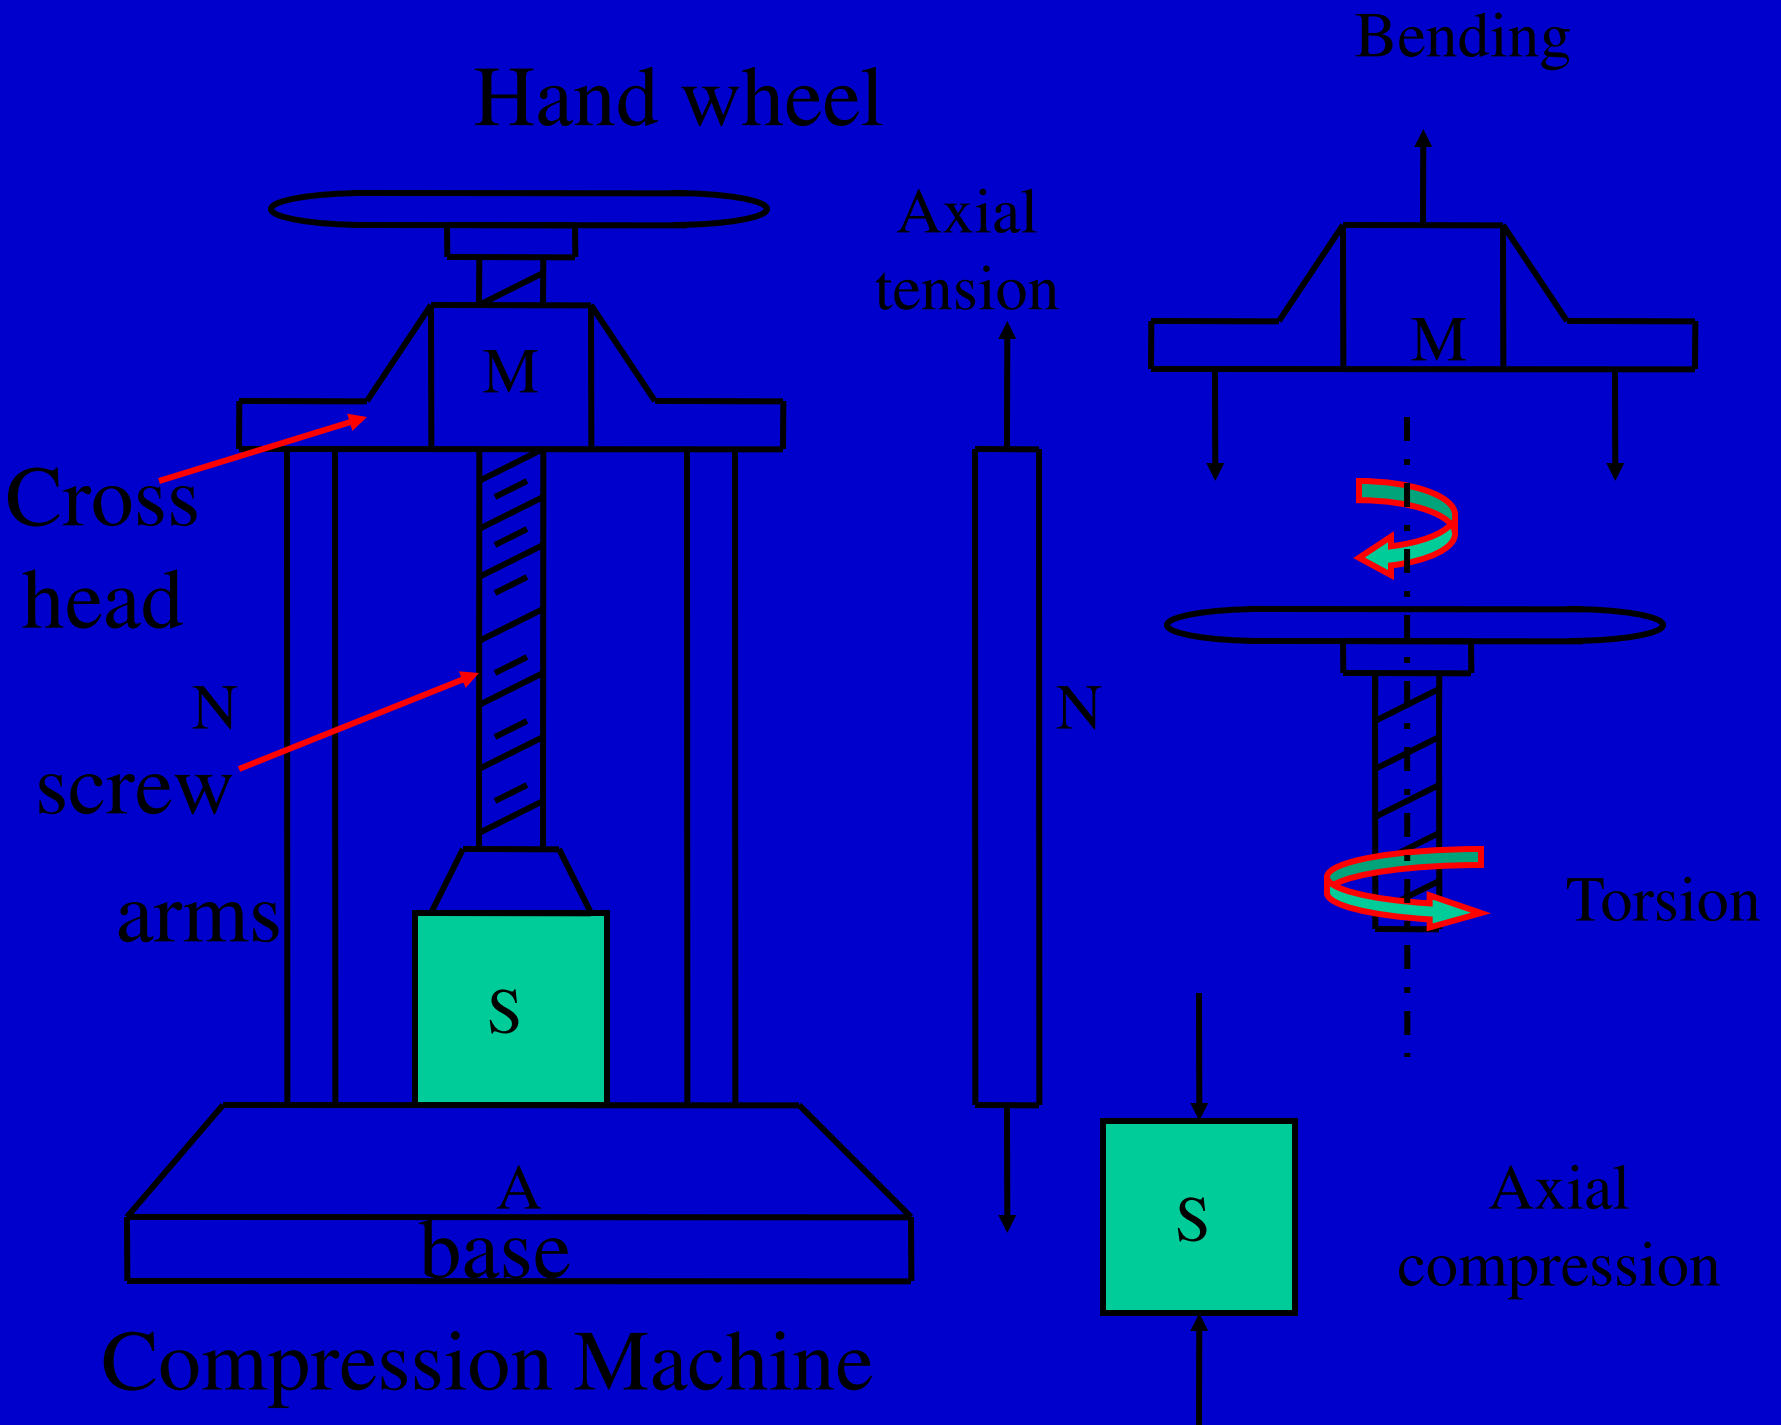 Bending
Hand wheel
Axial
tension
M
M
Cross
head
N
N
screw
arms
Torsion
S
A
base
S
Axial
compression
Compression Machine